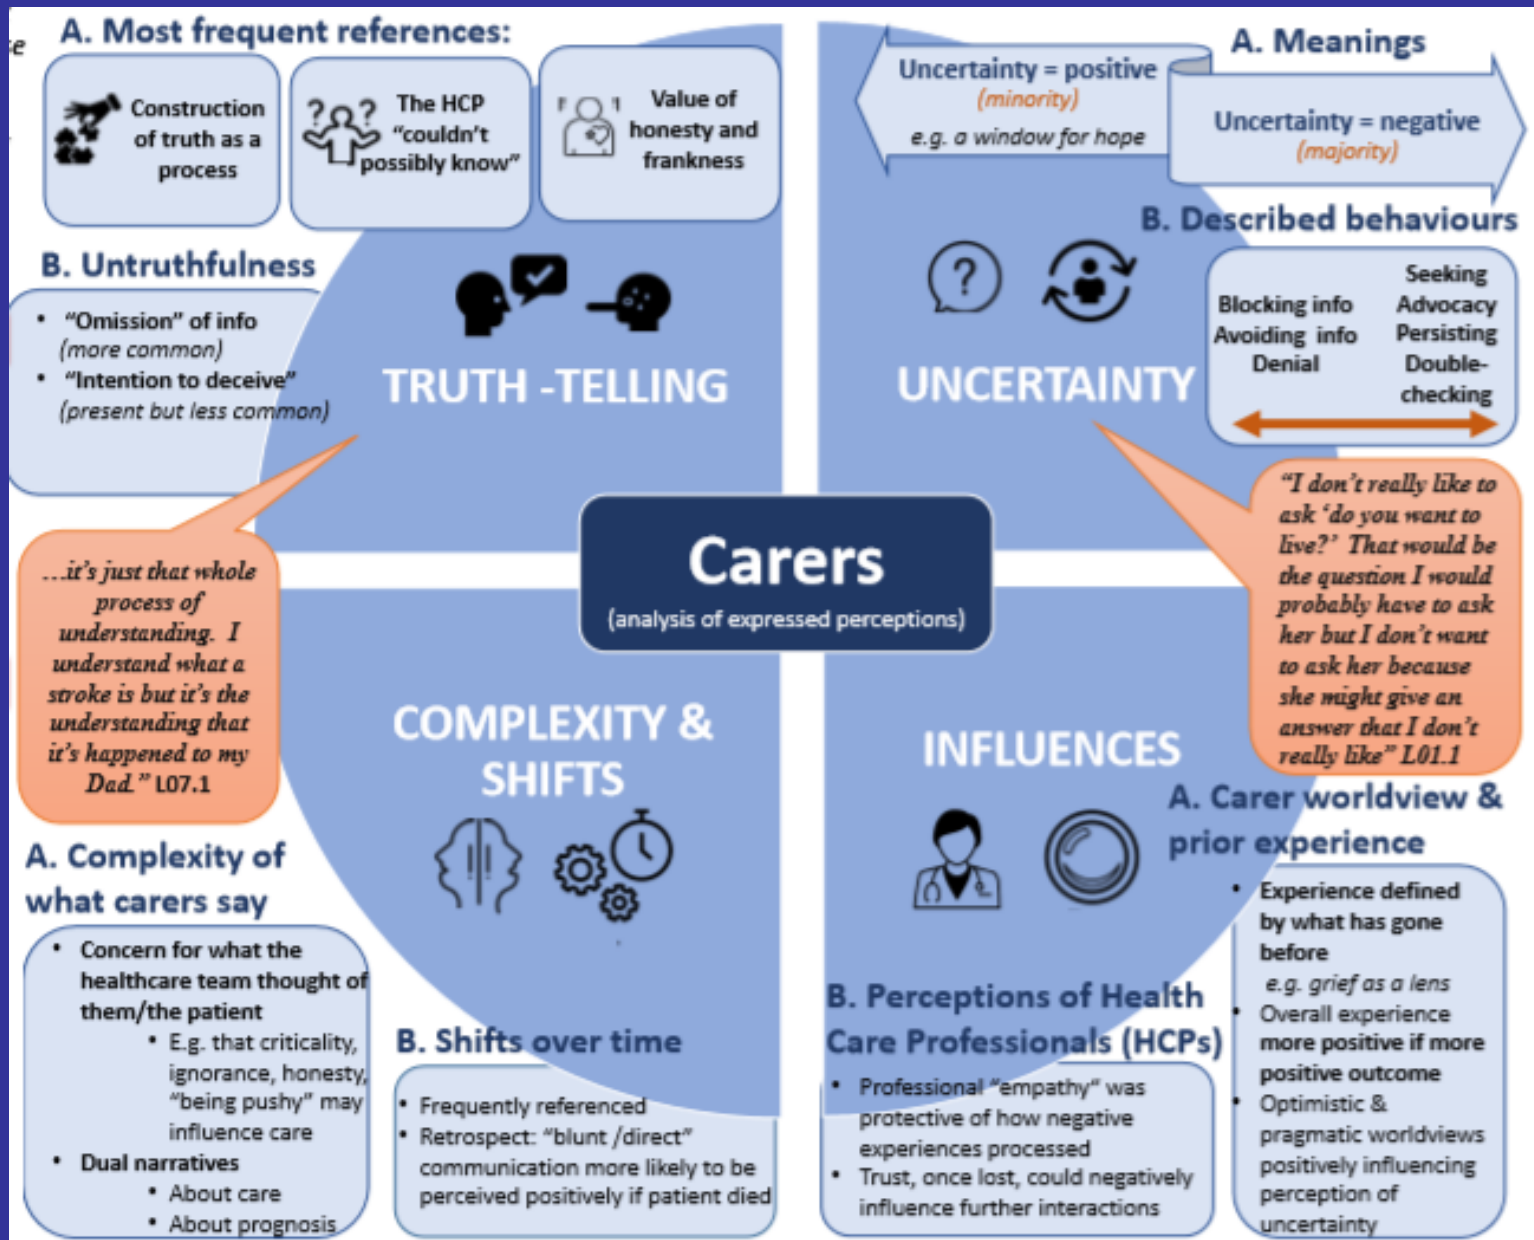 A. Most frequent references:
Construction
of truth as a
process
? ?
The HCP
“couldn’t
possibly know”
Value of
honesty and
frankness
B. Untruthfulness
• “Omission” of info
(more common)
• “Intention to deceive”
(present but less common)
TRUTH -TELLING
…it’s just that whole
process of
understanding. I
understand what a
stroke is but it’s the
understanding that
it’s happened to my
Dad.” L07.1
A. Meanings
Uncertainty = positive
(minority)
e.g. a window for hope
Uncertainty = negative
(majority)
B. Described behaviours
Blocking info
Avoiding info
Denial
Seeking
Advocacy
Persisting
Double-
checking
?
UNCERTAINTY
“I don’t really like to
ask ‘do you want to
live?’ That would be
the question I would
probably have to ask
her but I don’t want
to ask her because
she might give an
answer that I don’t
really like” L01.1
Carers
(analysis of expressed perceptions)
COMPLEXITY &
SHIFTS
A. Complexity of
what carers say
• Concern for what the
healthcare team thought of
them/the patient
• E.g. that criticality,
ignorance, honesty,
“being pushy” may
influence care
• Dual narratives
• About care
• About prognosis
B. Shifts over time
• Frequently referenced
• Retrospect: “blunt /direct”
communication more likely to be
perceived positively if patient died
INFLUENCES
A. Carer worldview &
prior experience
• Experience defined
by what has gone
before
e.g. grief as a lens
• Overall experience
more positive if more
positive outcome
• Optimistic &
pragmatic worldviews
positively influencing
perception of
uncertainty
B. Perceptions of Health
Care Professionals (HCPs)
• Professional “empathy” was
protective of how negative
experiences processed
• Trust, once lost, could negatively
influence further interactions